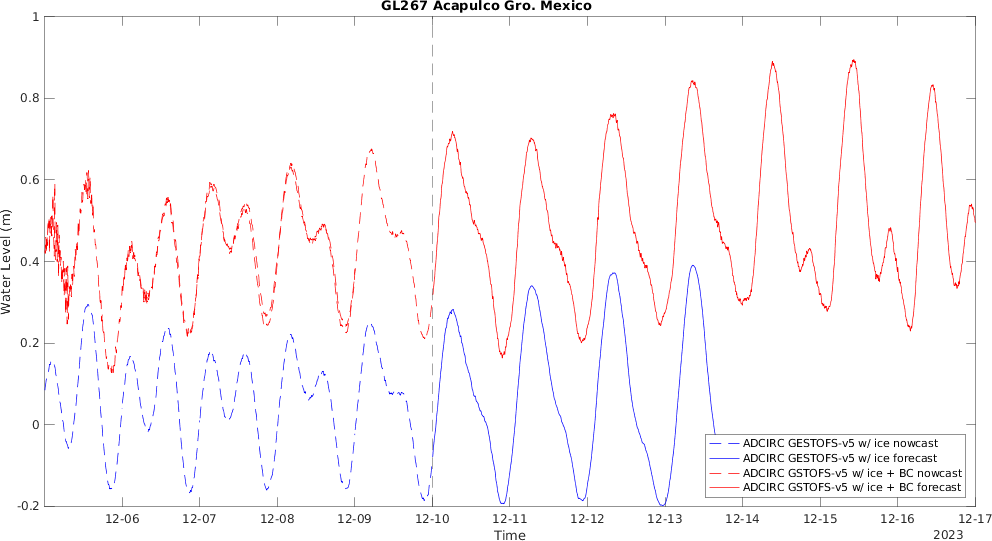 GL267 Acapulco Gro. Mexico
1
0.8
0.6
0.4
0.2
0
-0.2
Water Level (m)
12-06 12-07 12-08 12-09 12-10 12-11 12-12 12-13 12-14 12-15 12-16 12-17
Time
2023
ADCIRC GESTOFS-v5 w/ ice nowcast
ADCIRC GESTOFS-v5 w/ ice forecast
ADCIRC GSTOFS-v5 w/ ice + BC nowcast
ADCIRC GSTOFS-v5 w/ ice + BC forecast